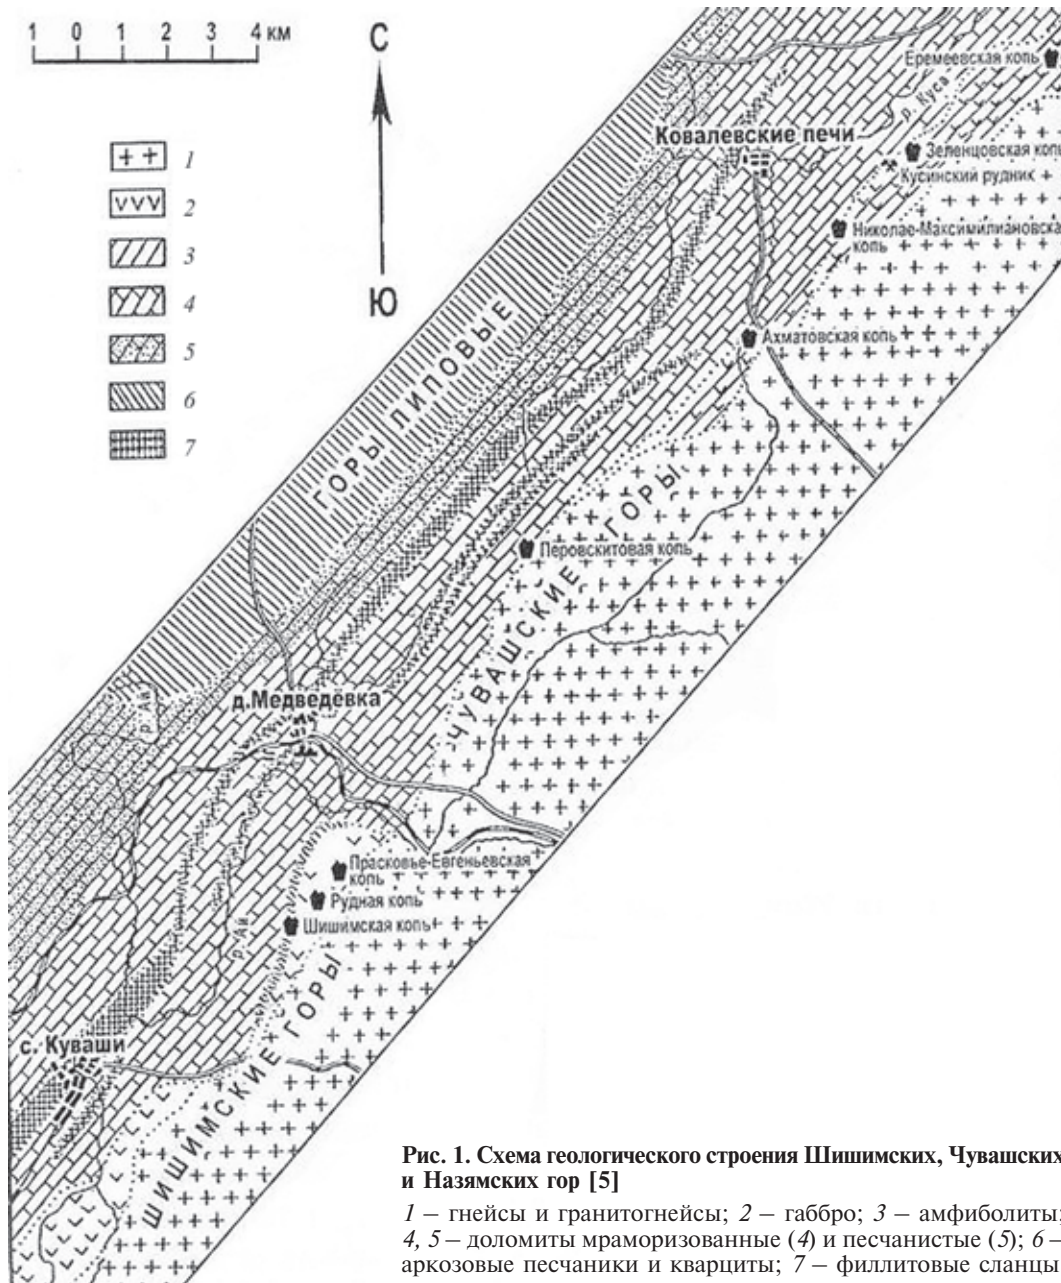 1 0 1 2 3 4 км
С
Ю
1
2
3
4
5
6
7
Еремеевская копь
р. Куса
Ковалевские печи
Зеленцовская копь
Кусинский рудник
Николае-Максимилиановска
копь
Ахматовская копь
ГОРЫ ЛИПОВЫЕ
Перовскитовая копь
ЧУВАШСКИЕ ГОРЫ
р. Ай
д.Медведевка
Прасковье-Евгеньевская
копь
Рудная копь
Шишимская копь
р. Ай
с. Куваши
ШИШИМСКИЕ ГОРЫ
Рис. 1. Схема геологического строения Шишимских, Чувашских
и Назямских гор [5]
1 – гнейсы и гранитогнейсы; 2 – габбро; 3 – амфиболиты;
4, 5 – доломиты мраморизованные (4) и песчанистые (5); 6 –
аркозовые песчаники и кварциты; 7 – филлитовые сланцы